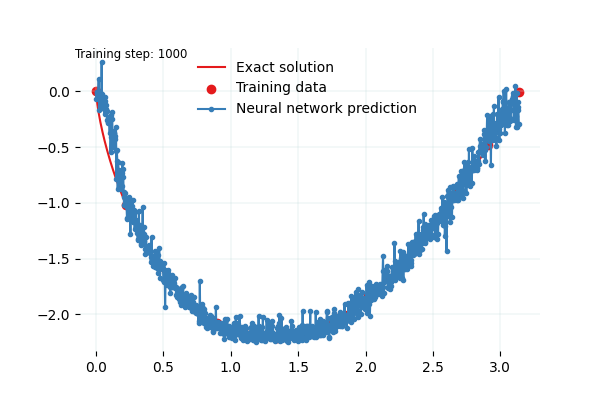 Training step: 1000
Exact solution
Training data
Neural network prediction
0.0
−0.5
−1.0
−1.5
−2.0
0.0 0.5 1.0 1.5 2.0 2.5 3.0